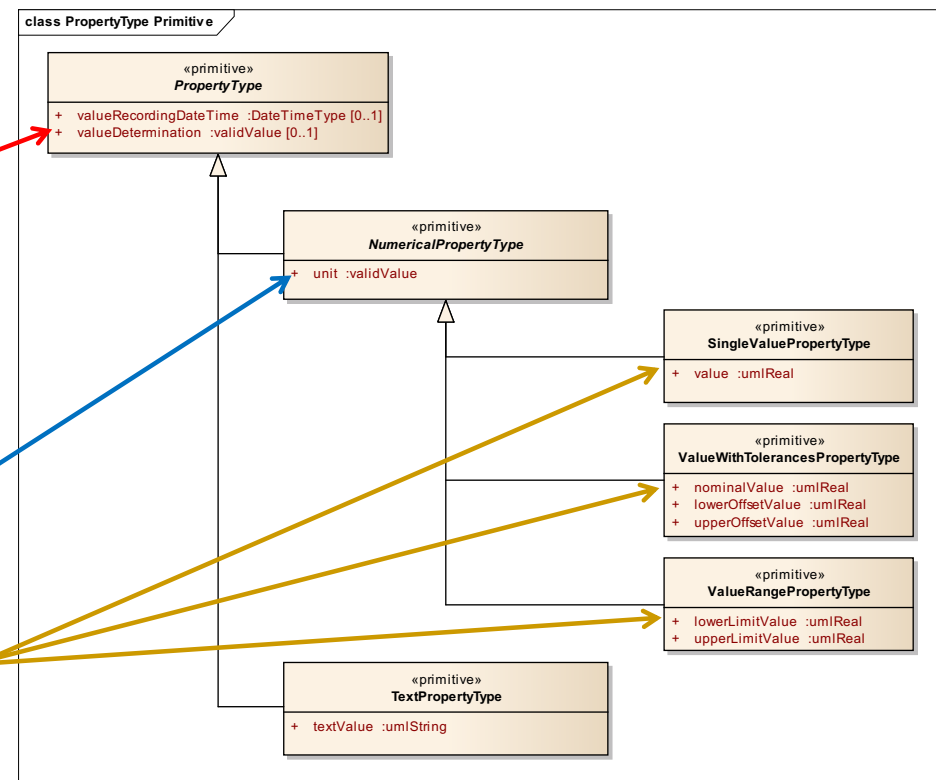 class PropertyType Primitive
«primitive»
PropertyType
+ valueRecordingDateTime :DateTimeType [0..1]
+ valueDetermination :validValue [0..1]
«primitive»
NumericalPropertyType
+ unit :validValue
«primitive»
SingleValuePropertyType
+ value :umlReal
«primitive»
ValueWithTolerancesPropertyType
+ nominalValue :umlReal
+ lowerOffsetValue :umlReal
+ upperOffsetValue :umlReal
«primitive»
ValueRangePropertyType
+ lowerLimitValue :umlReal
+ upperLimitValue :umlReal
«primitive»
TextPropertyType
+ textValue :umlString